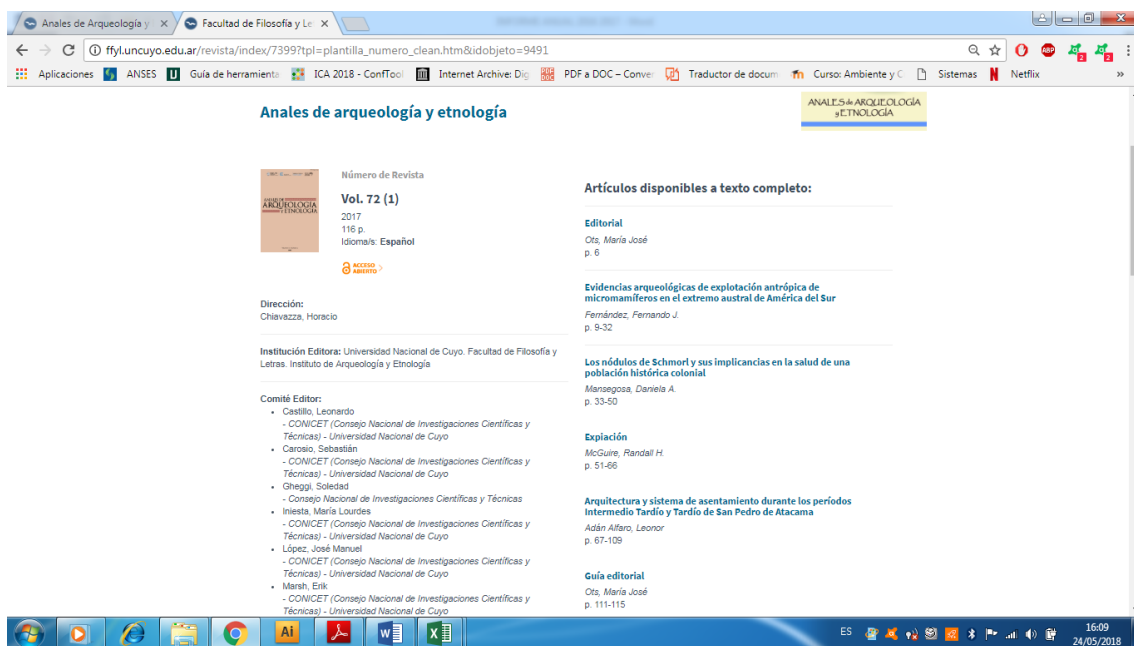 Anales de Arqueología y
Facultad de Filosofía y Le
ffyl.uncuyo.edu.ar/revista/index/7399?tpl=plantilla_numero_clean.htm&idobjeto=9491
Aplicaciones
ANSES
Guía de herramienta
ICA 2018 - ConfTool
Internet Archive: Dig
PDF a DOC – Conver
Traductor de docum
Curso: Ambiente y C
Sistemas
Netflix
»
Anales de arqueología y etnología
ANALES de ARQUEOLOGÍA
y ETNOLOGÍA
ARQUEOLOGÍA
Y ETNOLOGÍA
Número de Revista
Vol. 72 (1)
2017
116 p.
Idioma/s: Español
ACCESO
ABIERTO
Dirección:
Chiavazza, Horacio
Institución Editora: Universidad Nacional de Cuyo. Facultad de Filosofía y
Letras. Instituto de Arqueología y Etnología
Comité Editor:
• Castillo, Leonardo
- CONICET (Consejo Nacional de Investigaciones Científicas y
Técnicas) - Universidad Nacional de Cuyo
• Carosio, Sebastián
- CONICET (Consejo Nacional de Investigaciones Científicas y
Técnicas) - Universidad Nacional de Cuyo
• Gheggi, Soledad
- Consejo Nacional de Investigaciones Científicas y Técnicas
• Iniesta, María Lourdes
- CONICET (Consejo Nacional de Investigaciones Científicas y
Técnicas) - Universidad Nacional de Cuyo
• López, José Manuel
- CONICET (Consejo Nacional de Investigaciones Científicas y
Técnicas) - Universidad Nacional de Cuyo
• Marsh, Erik
- CONICET (Consejo Nacional de Investigaciones Científicas y
Técnicas) - Universidad Nacional de Cuyo
Artículos disponibles a texto completo:
Editorial
Ots, María José
p. 6
Evidencias arqueológicas de explotación antrópica de
micromamíferos en el extremo austral de América del Sur
Fernández, Fernando J.
p. 9-32
Los nódulos de Schmorl y sus implicancias en la salud de una
población histórica colonial
Mansegosa, Daniela A.
p. 33-50
Expiación
McGuire, Randall H.
p. 51-66
Arquitectura y sistema de asentamiento durante los períodos
Intermedio Tardío y Tardío de San Pedro de Atacama
Adán Alfaro, Leonor
p. 67-109
Guía editorial
Ots, María José
p. 111-115
ES
16:09
24/05/2018